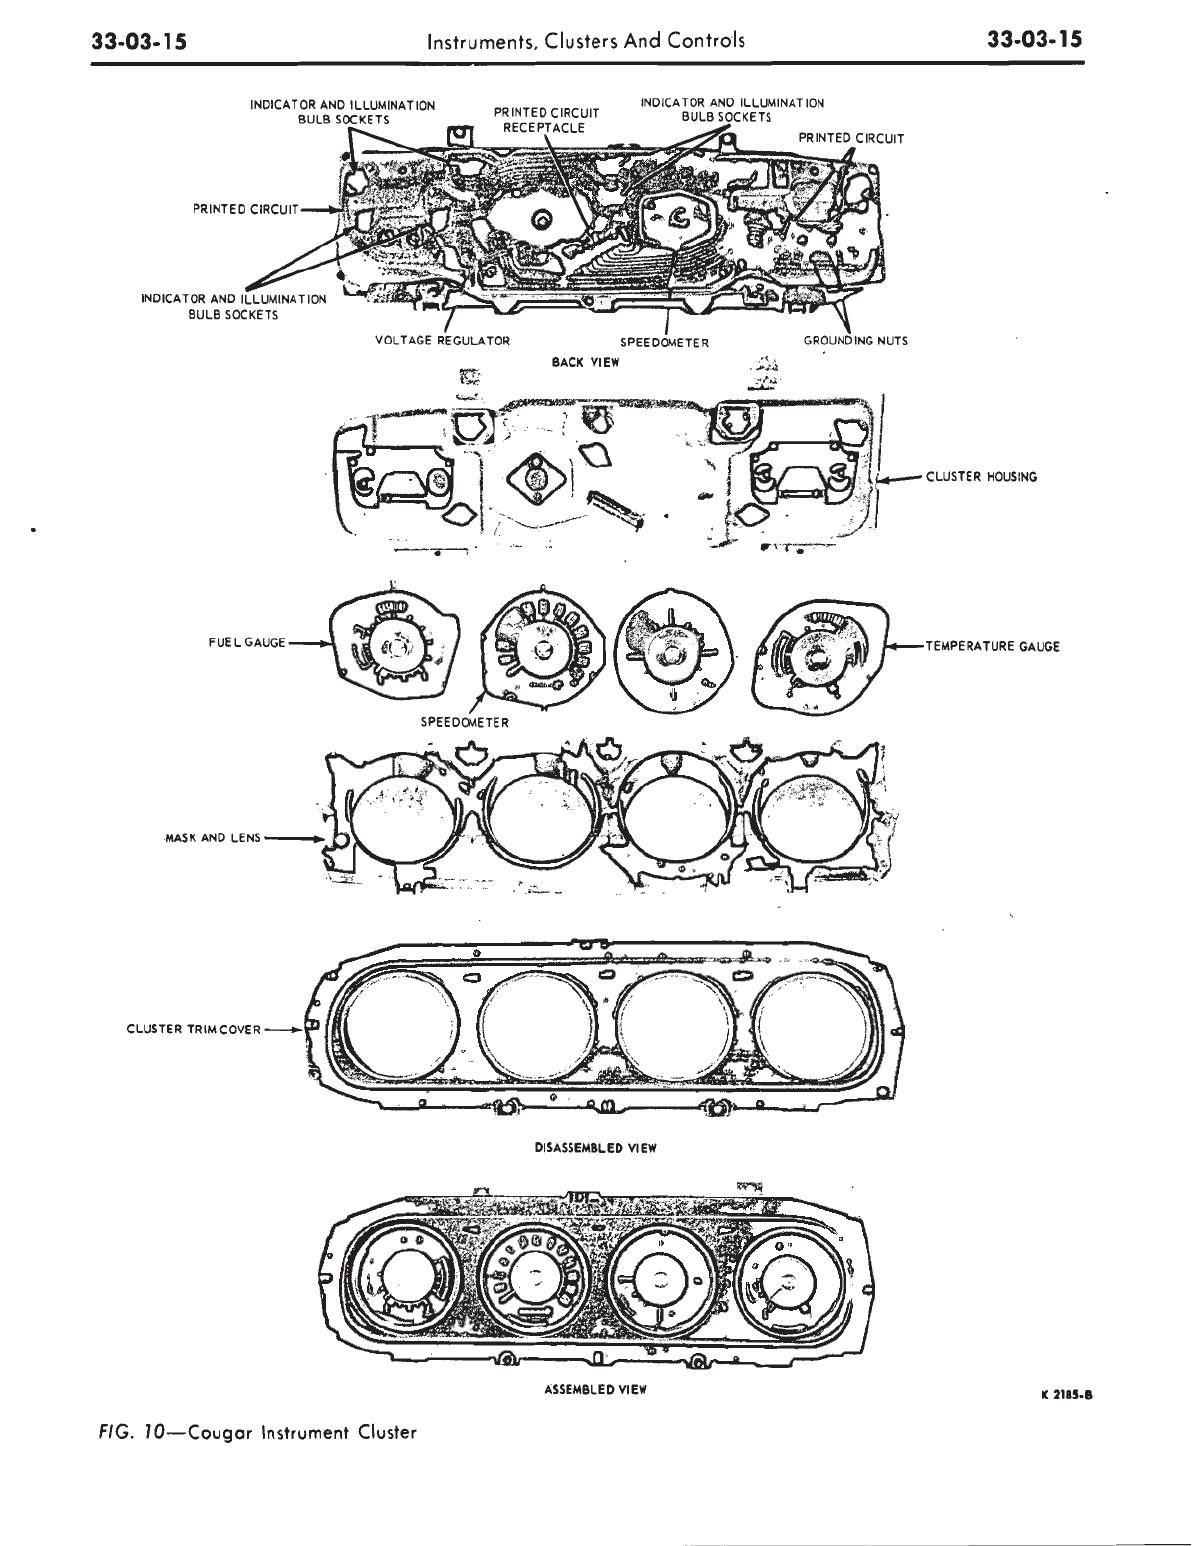 33-03-15 Instruments, Clusters And Controls 33-03-15
INDICATOR AND ILLUMINATION
BULB SOCKETS
PRINTED CIRCUIT
RECEPTACLE
INDICATOR AND ILLUMINATION
BULB SOCKETS
PRINTED CIRCUIT
PRINTED CIRCUIT
INDICATOR AND ILLUMINATION
BULB SOCKETS
VOLTAGE REGULATOR
SPEEDOMETER
GROUNDING NUTS
BACK VIEW
CLUSTER HOUSING
FUEL GAUGE
TEMPERATURE GAUGE
SPEEDOMETER
MASK AND LENS
CLUSTER TRIM COVER
DISASSEMBLED VIEW
ASSEMBLED VIEW
K 2185-B
FIG. 10—Cougar Instrument Cluster